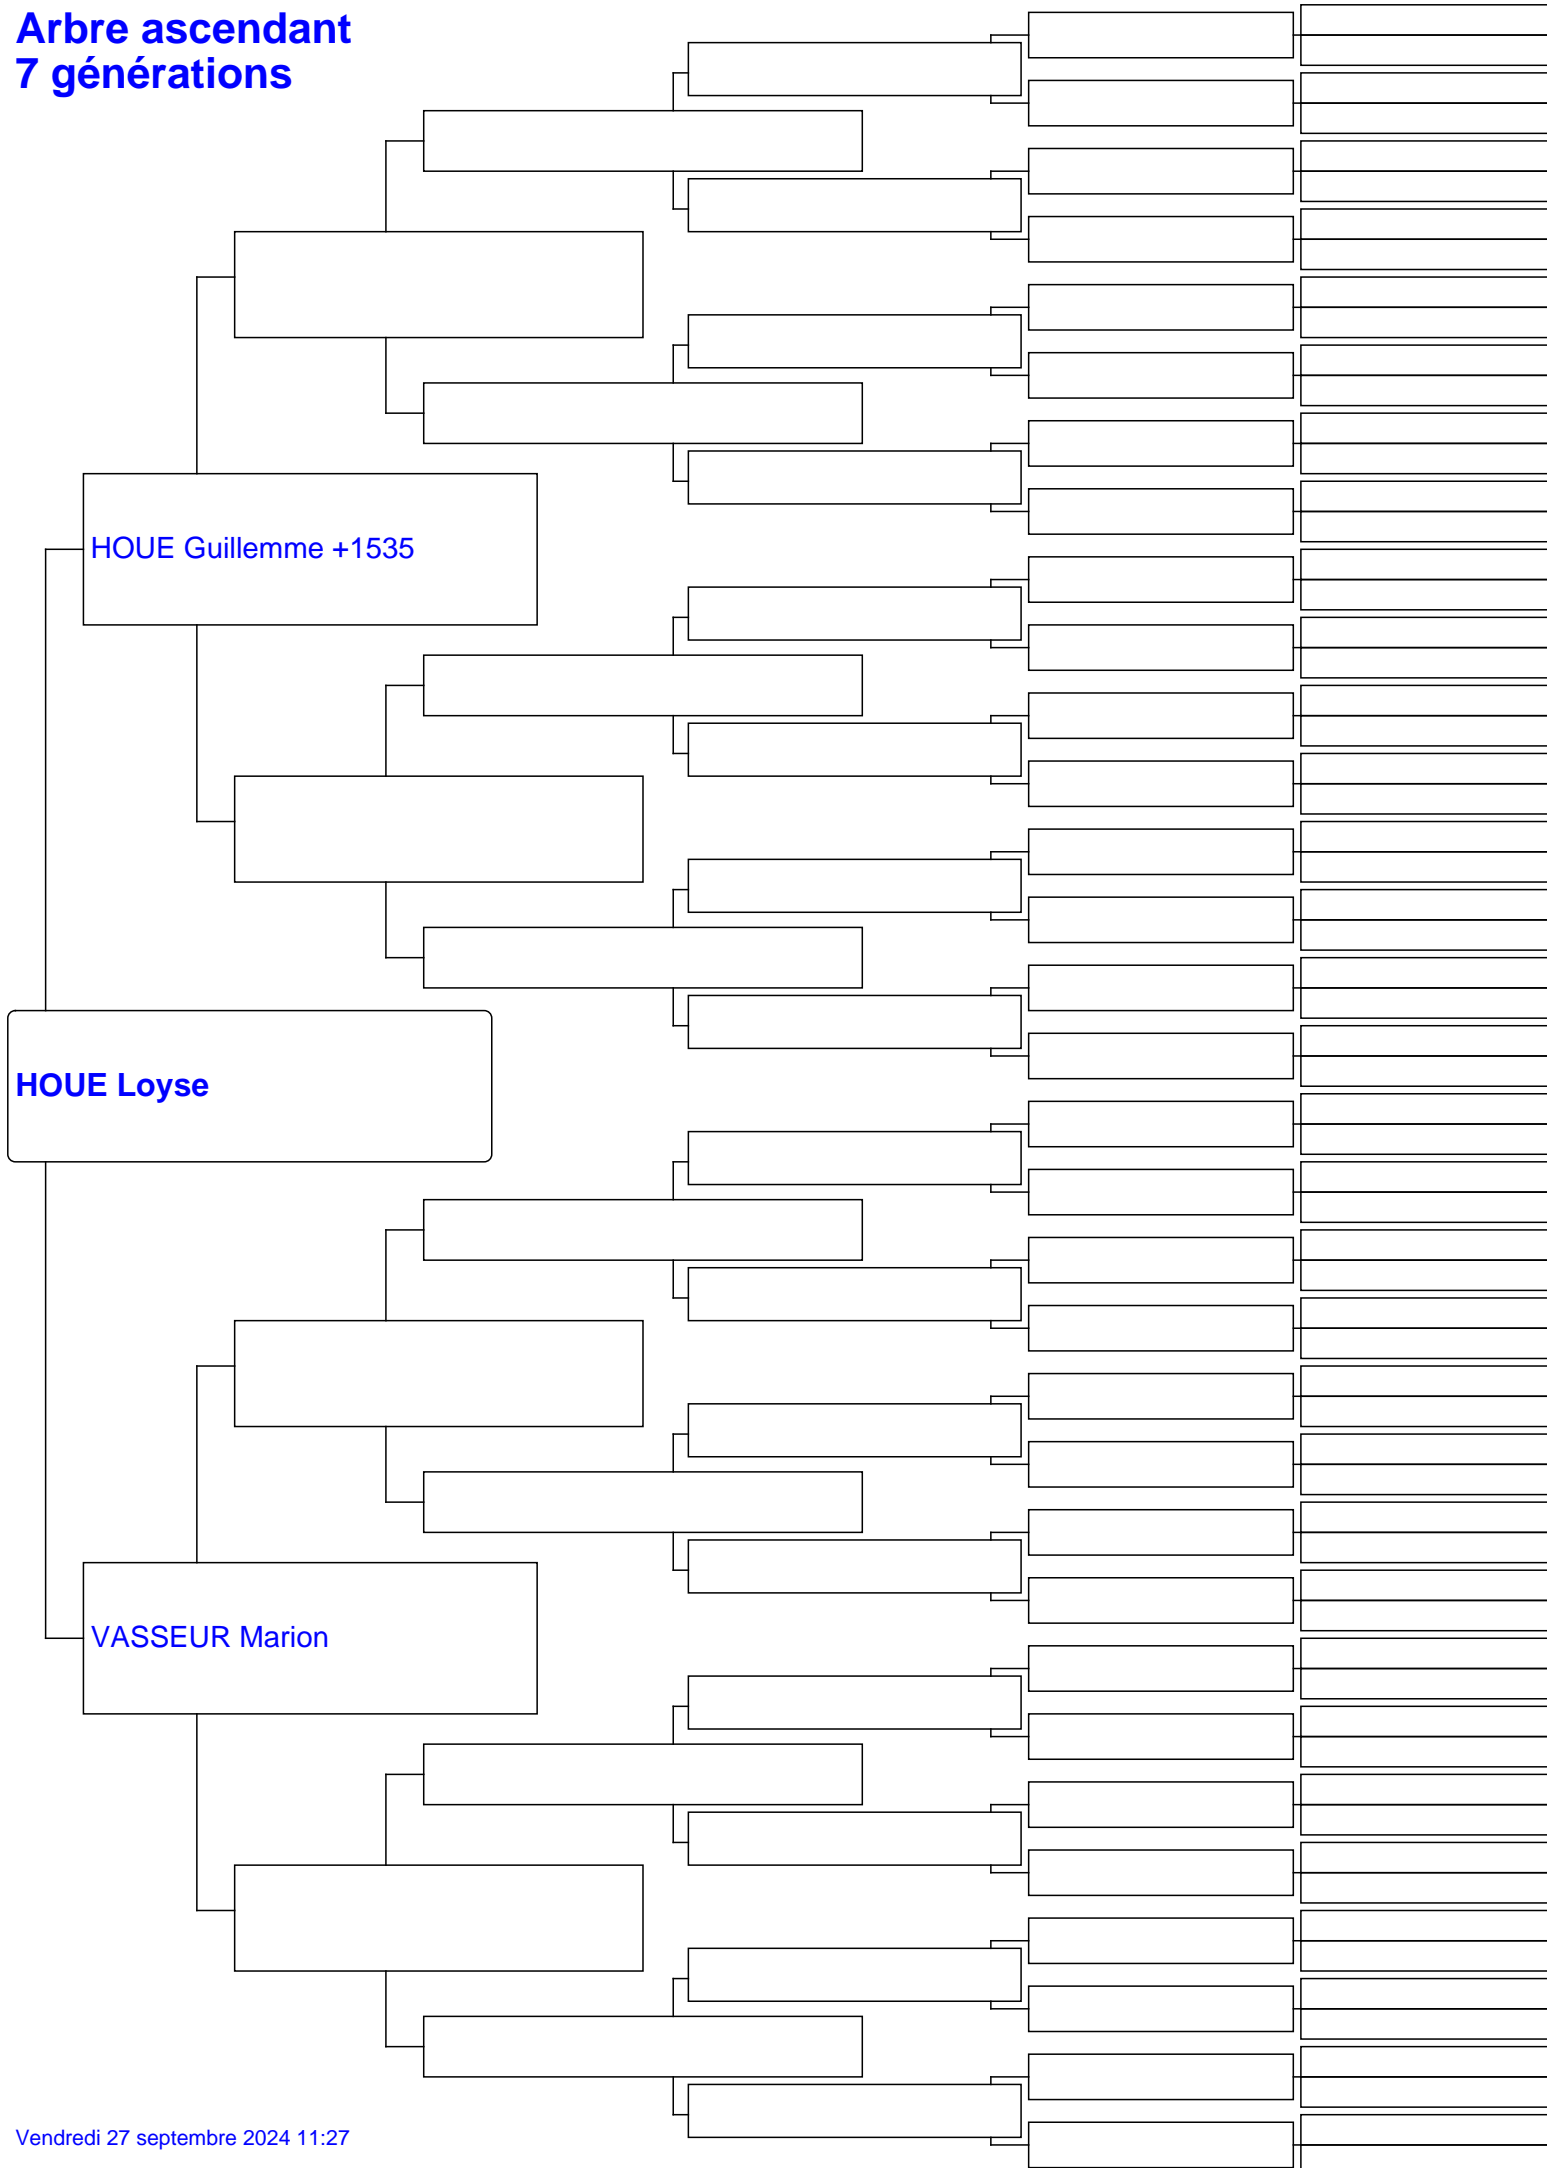 Arbre ascendant
7 générations
HOUE Guillemme +1535
HOUE Loyse
VASSEUR Marion
Vendredi 27 septembre 2024 11:27